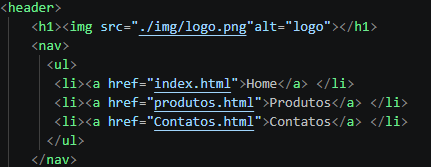 <header>
<h1><img src="./img/logo.png"alt="logo"></h1>
<nav>
<ul>
<li><a href="index.html">Home</a> </li>
<li><a href="produtos.html">Produtos</a> </li>
<li><a href="Contatos.html">Contatos</a> </li>
</ul>
</nav>